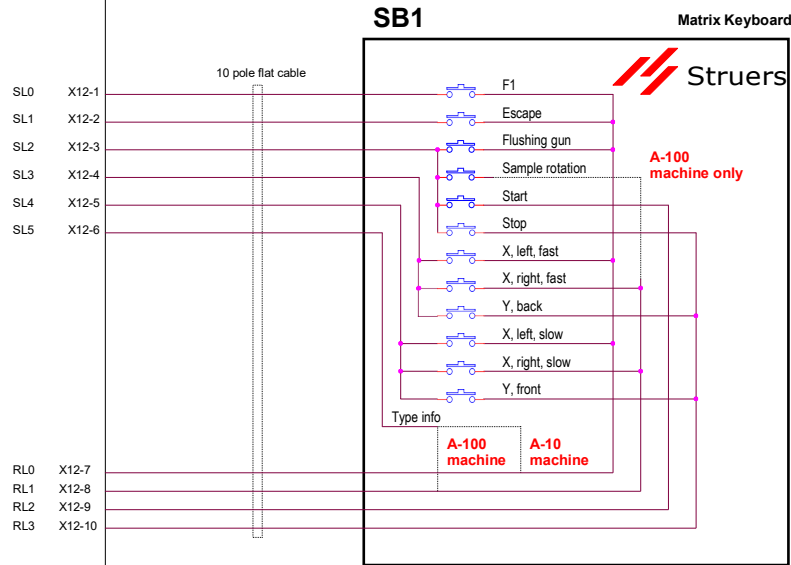 SB1
Matrix Keyboard
Struers
10 pole flat cable
SL0 X12-1
SL1 X12-2
SL2 X12-3
SL3 X12-4
SL4 X12-5
SL5 X12-6
F1
Escape
Flushing gun
Sample rotation
A-100
machine only
Start
Stop
X, left, fast
X, right, fast
Y, back
X, left, slow
X, right, slow
Y, front
Type info
A-100
machine
A-10
machine
RL0 X12-7
RL1 X12-8
RL2 X12-9
RL3 X12-10